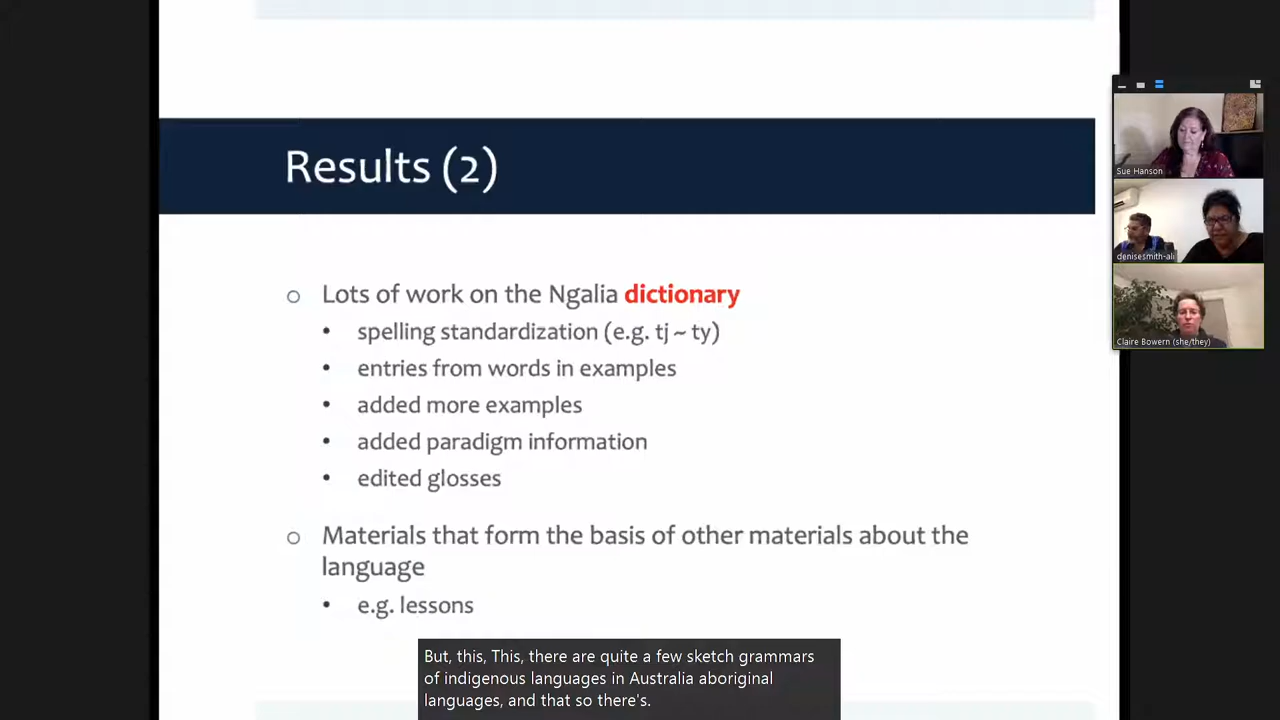 Results (2)
Lots of work on the Ngalia dictionary
spelling standardization (e.g. tj ~ ty)
entries from words in examples
added more examples
added paradigm information
edited glosses
Materials that form the basis of other materials about the
language
e.g. lessons
But, this, This, there are quite a few sketch grammars
of indigenous languages in Australia aboriginal
languages, and that so there's.
Sue Hanson
denisesmith-ali
Claire Bowern (she/they)